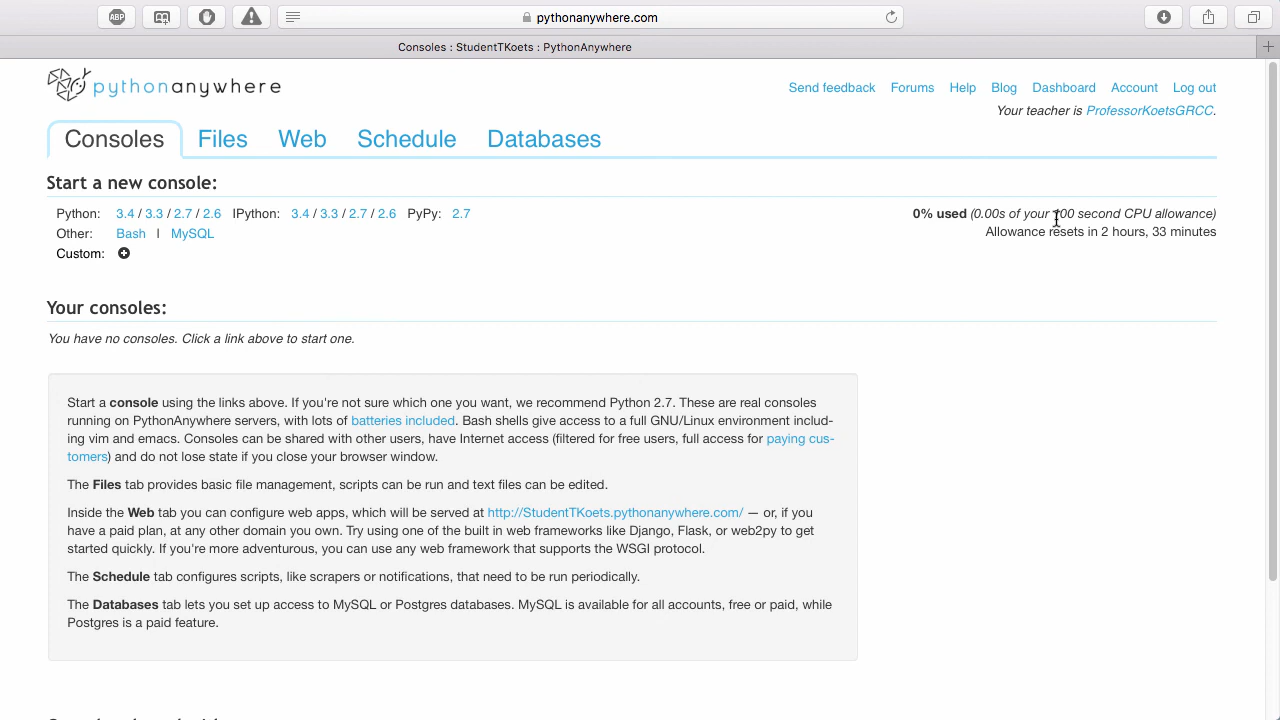 ABP
pythonanywhere.com
Consoles : StudentTKoets : PythonAnywhere
pythonanywhere
Send feedback Forums Help Blog Dashboard Account Log out
Your teacher is ProfessorKoetsGRCC.
Consoles Files Web Schedule Databases
Start a new console:
Python: 3.4 / 3.3 / 2.7 / 2.6 IPython: 3.4 / 3.3 / 2.7 / 2.6 PyPy: 2.7
0% used (0.00s of your 100 second CPU allowance)
Other: Bash | MySQL
Allowance resets in 2 hours, 33 minutes
Custom:
Your consoles:
You have no consoles. Click a link above to start one.
Start a console using the links above. If you're not sure which one you want, we recommend Python 2.7. These are real consoles
running on PythonAnywhere servers, with lots of batteries included. Bash shells give access to a full GNU/Linux environment includ-
ing vim and emacs. Consoles can be shared with other users, have Internet access (filtered for free users, full access for paying cus-
tomers) and do not lose state if you close your browser window.
The Files tab provides basic file management, scripts can be run and text files can be edited.
Inside the Web tab you can configure web apps, which will be served at http://StudentTKoets.pythonanywhere.com/ — or, if you
have a paid plan, at any other domain you own. Try using one of the built in web frameworks like Django, Flask, or web2py to get
started quickly. If you're more adventurous, you can use any web framework that supports the WSGI protocol.
The Schedule tab configures scripts, like scrapers or notifications, that need to be run periodically.
The Databases tab lets you set up access to MySQL or Postgres databases. MySQL is available for all accounts, free or paid, while
Postgres is a paid feature.